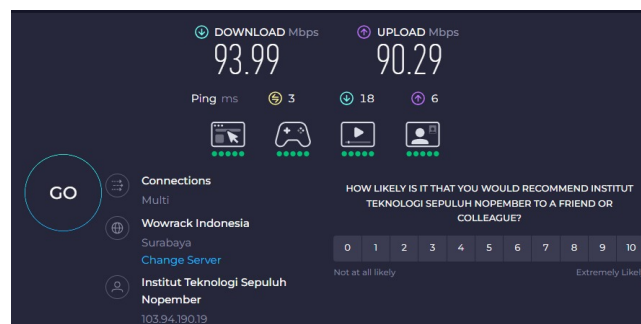 DOWNLOAD Mbps
UPLOAD Mbps
93.99
90.29
Ping ms 3 18 6
GO
Connections
Multi
Wowrack Indonesia
Surabaya
Change Server
Institut Teknologi Sepuluh
Nopember
103.94.190.19
HOW LIKELY IS IT THAT YOU WOULD RECOMMEND INSTITUT
TEKNOLOGI SEPULUH NOPEMBER TO A FRIEND OR
COLLEAGUE?
0 1 2 3 4 5 6 7 8 9 10
Not at all likely
Extremely Likely